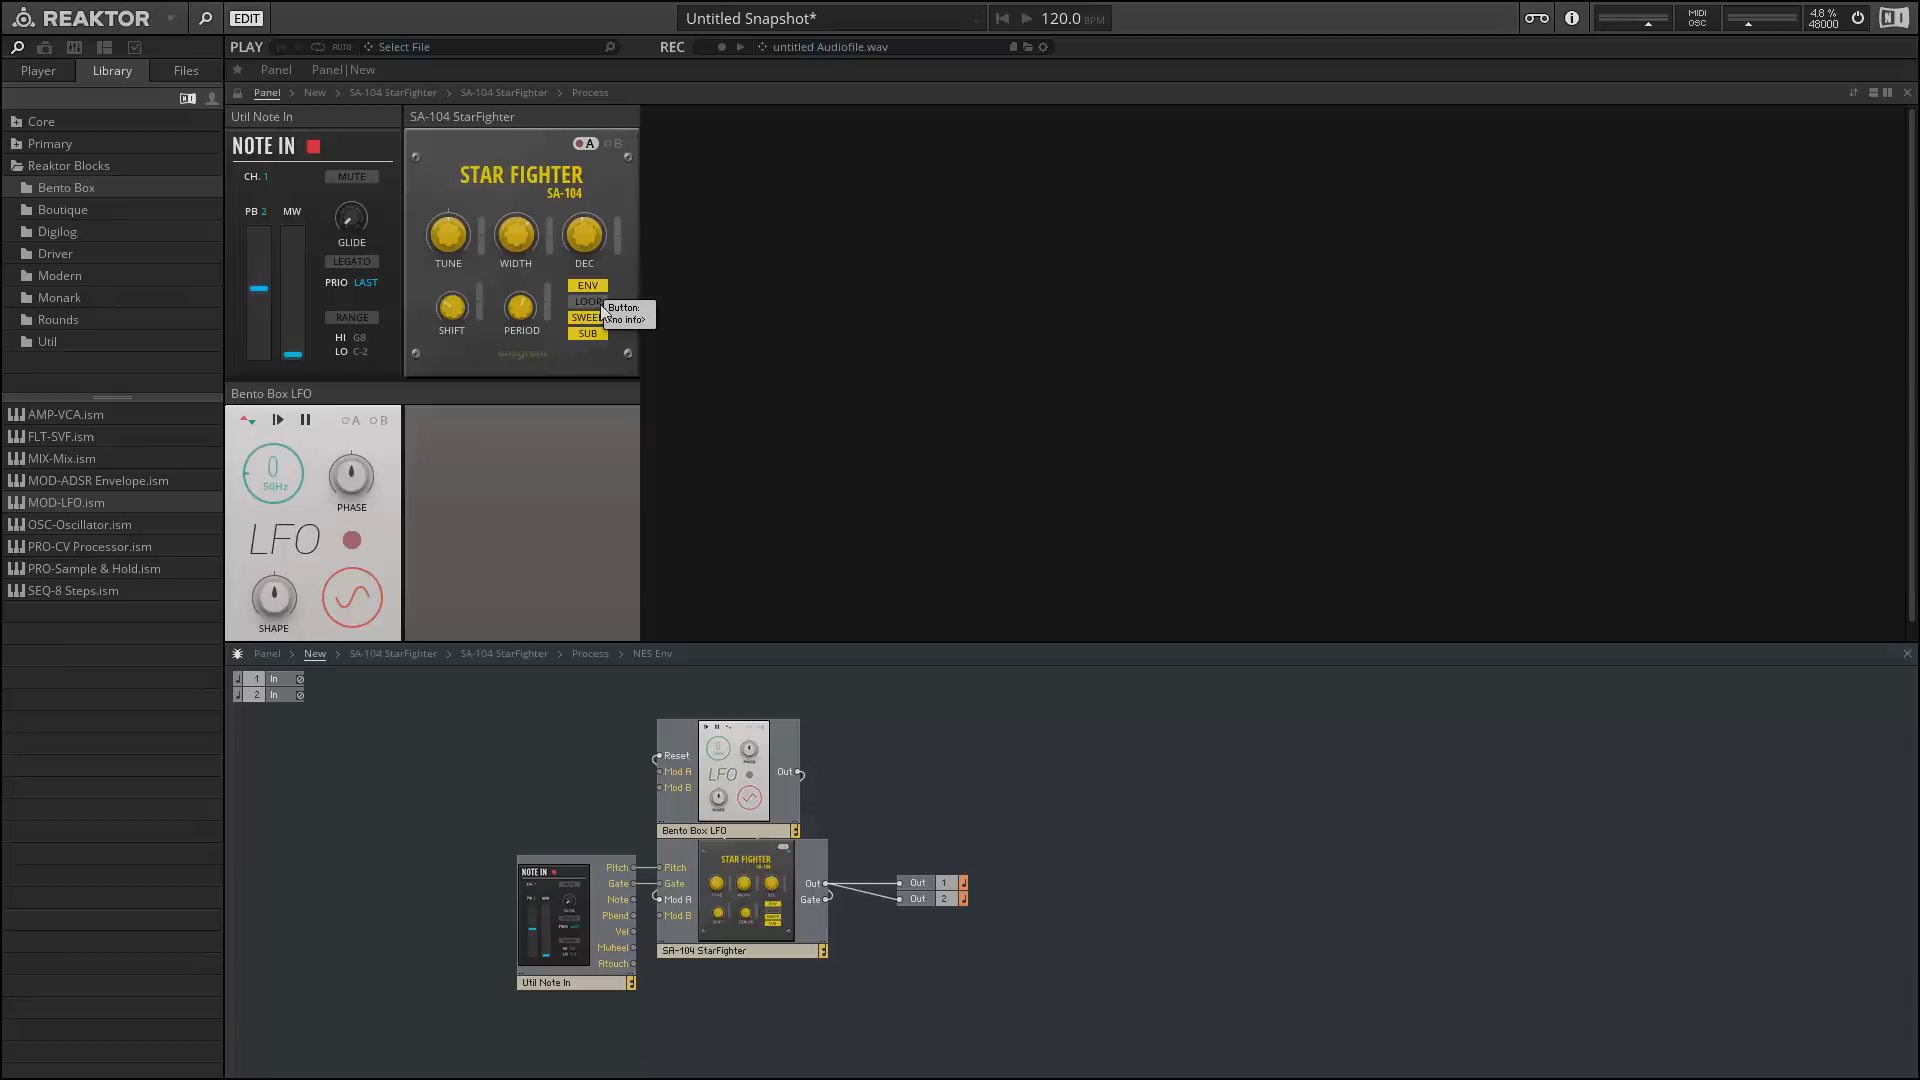 REAKTOR
EDIT
Untitled Snapshot*
120.0 BPM
MIDI
OSC
4.8 %
48000
PLAY
AUTO
Select File
REC
untitled Audiofile.wav
Player
Library
Files
Panel
Panel|New
Panel
New
SA-104 StarFighter
SA-104 StarFighter
Process
Core
Primary
Reaktor Blocks
Bento Box
Boutique
Digilog
Driver
Modern
Monark
Rounds
Util
AMP-VCA.ism
FLT-SVF.ism
MIX-Mix.ism
MOD-ADSR Envelope.ism
MOD-LFO.ism
OSC-Oscillator.ism
PRO-CV Processor.ism
PRO-Sample & Hold.ism
SEQ-8 Steps.ism
Util Note In
NOTE IN
CH. 1
MUTE
PB 2
MW
GLIDE
LEGATO
PRIO LAST
RANGE
HI G8
LO C-2
SA-104 StarFighter
A
B
STAR FIGHTER
SA-104
TUNE
WIDTH
DEC
SHIFT
PERIOD
ENV
LOOP
SWEEP
SUB
Button:
<no info>
Bento Box LFO
A
B
0
.50Hz
PHASE
LFO
SHAPE
Panel
New
SA-104 StarFighter
SA-104 StarFighter
Process
NES Env
1 In
2 In
Reset
Mod A
Mod B
LFO
Out
Bento Box LFO
NOTE IN
Pitch
Gate
Note
Pbend
Vel
Mwheel
Atouch
Util Note In
Pitch
Gate
Mod A
Mod B
STAR FIGHTER
Out
Gate
SA-104 StarFighter
Out 1
Out 2